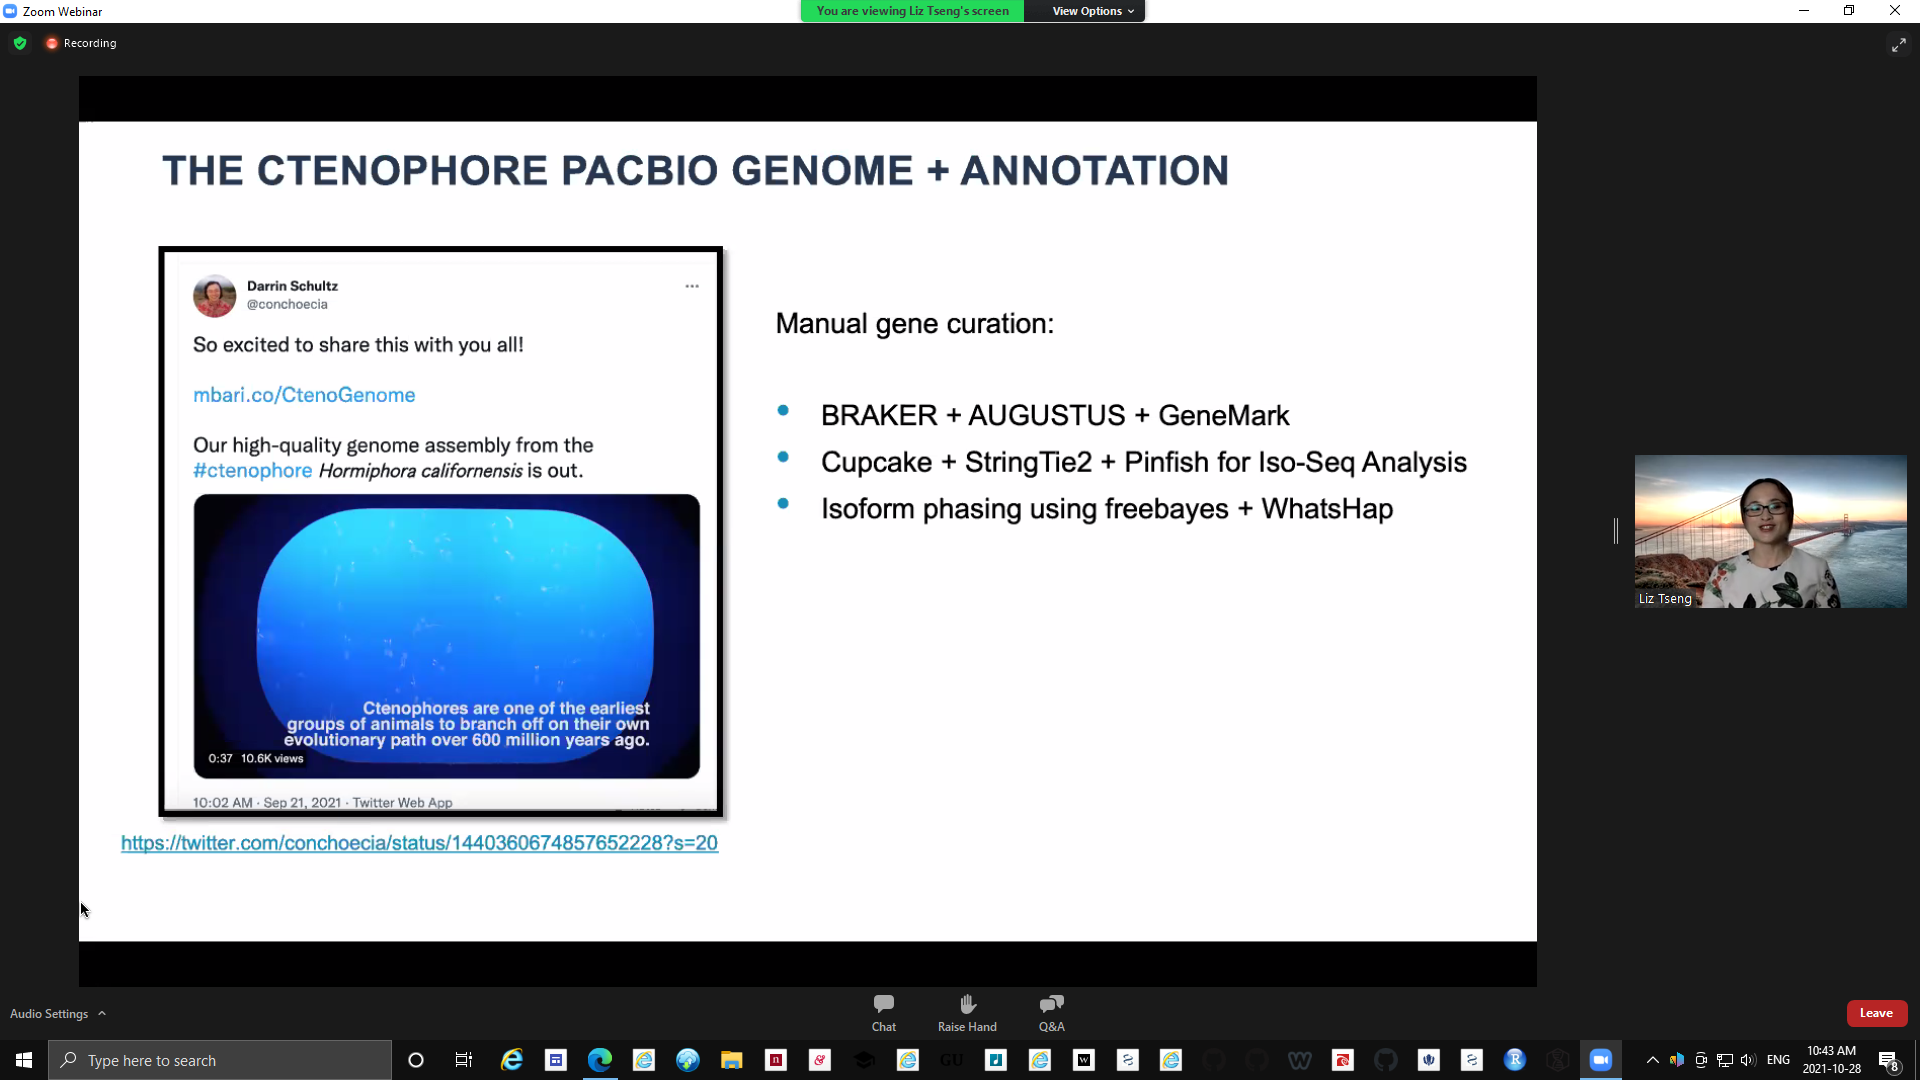 Zoom Webinar
You are viewing Liz Tseng's screen
View Options
Recording
THE CTENOPHORE PACBIO GENOME + ANNOTATION
Darrin Schultz
@conchoecia
So excited to share this with you all!
mbari.co/CtenoGenome
Our high-quality genome assembly from the
#ctenophore Hormiphora californensis is out.
Ctenophores are one of the earliest
groups of animals to branch off on their own
evolutionary path over 600 million years ago.
0:37 10.6K views
10:02 AM · Sep 21, 2021 · Twitter Web App
https://twitter.com/conchoecia/status/1440360674857652228?s=20
Manual gene curation:
• BRAKER + AUGUSTUS + GeneMark
• Cupcake + StringTie2 + Pinfish for Iso-Seq Analysis
• Isoform phasing using freebayes + WhatsHap
Liz Tseng
Audio Settings
Chat
Raise Hand
Q&A
Leave
Type here to search
GU
ENG
10:43 AM
2021-10-28
8